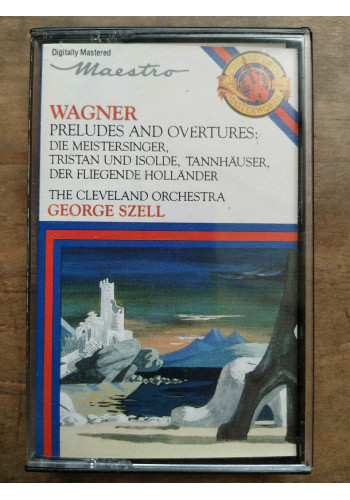 Digitally Mastered
Maestro
WAGNER
PRELUDES AND OVERTURES:
DIE MEISTERSINGER,
TRISTAN UND ISOLDE, TANNHÄUSER,
DER FLIEGENDE HOLLÄNDER
THE CLEVELAND ORCHESTRA
GEORGE SZELL